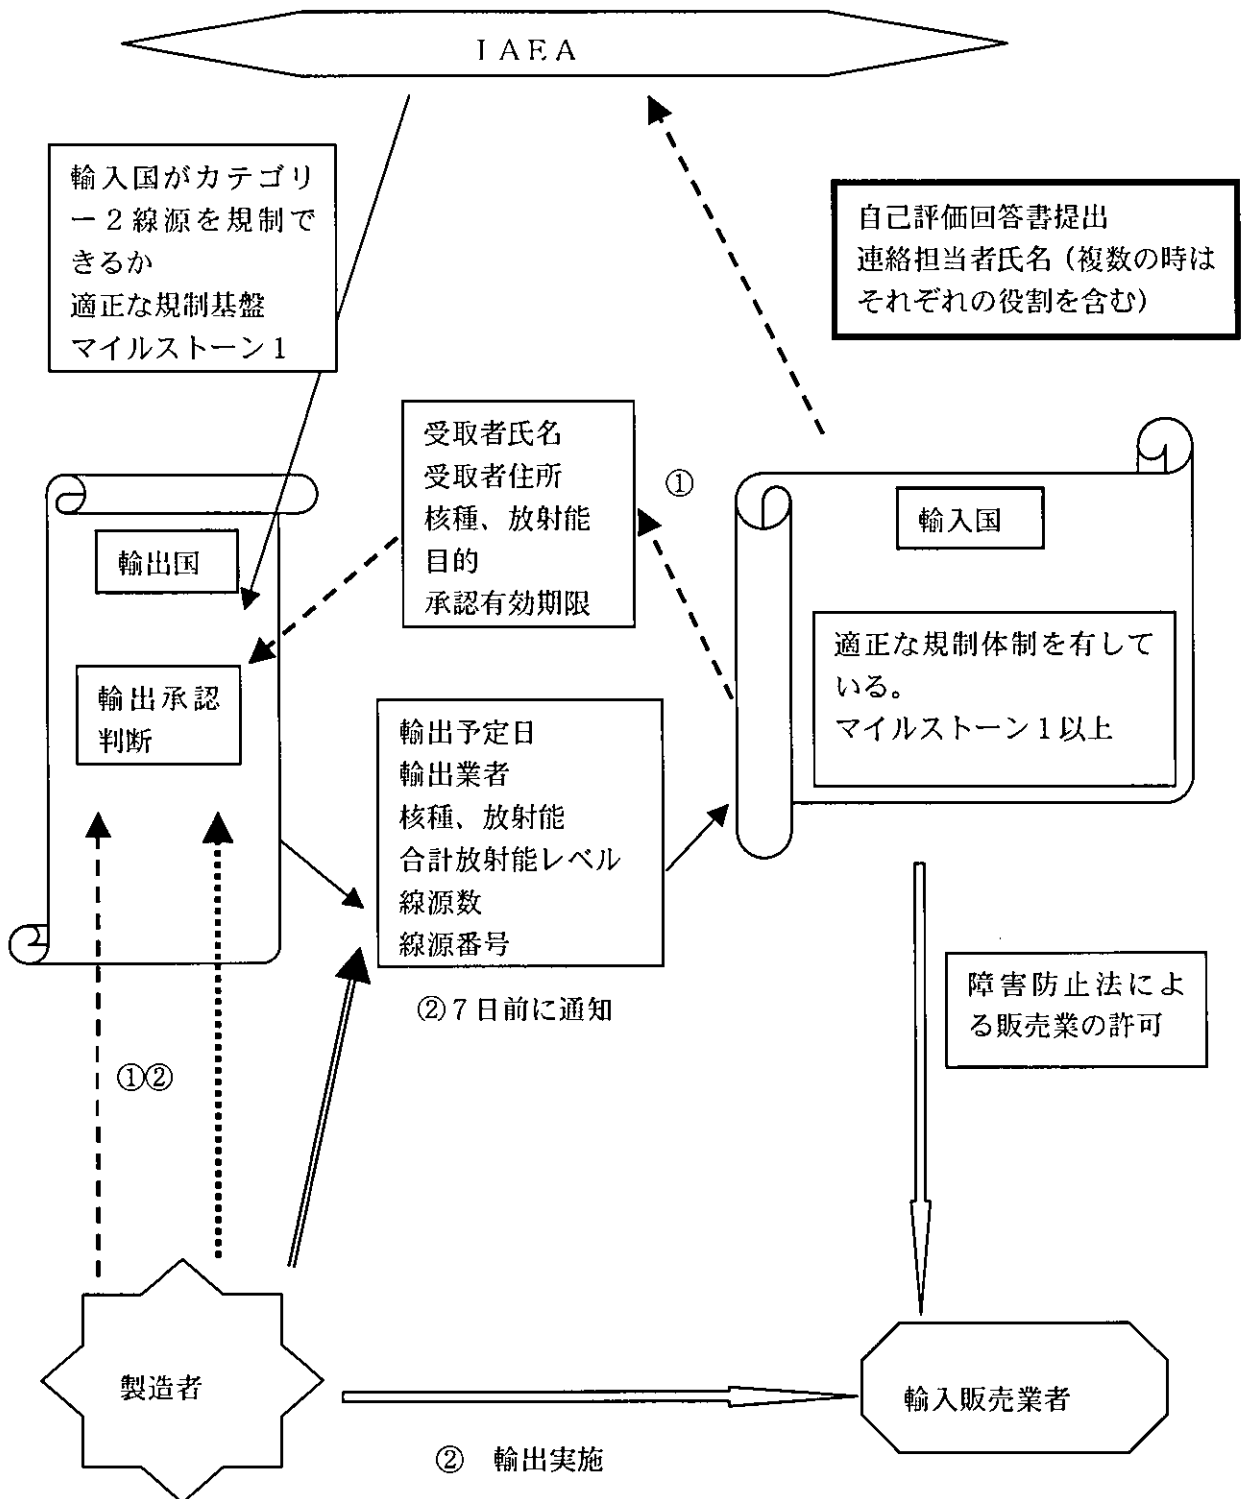 IAEA
輸入国がカテゴリ
ー２線源を規制で
きるか
適正な規制基盤
マイルストーン１
自己評価回答書提出
連絡担当者氏名（複数の時は
それぞれの役割を含む）
受取者氏名
受取者住所
核種、放射能
目的
承認有効期限
①
輸入国
輸出国
適正な規制体制を有して
いる。
マイルストーン１以上
輸出承認
判断
輸出予定日
輸出業者
核種、放射能
合計放射能レベル
線源数
線源番号
②７日前に通知
障害防止法によ
る販売業の許可
①②
製造者
輸入販売業者
②　輸出実施